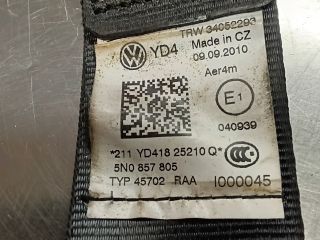 TRW 34052293
YD4 Made in CZ
09.09.2010
Aer4m
E1
040939
*211 YD418 25210 Q*
5N0 857 805
TYP 45702 RAA I000045